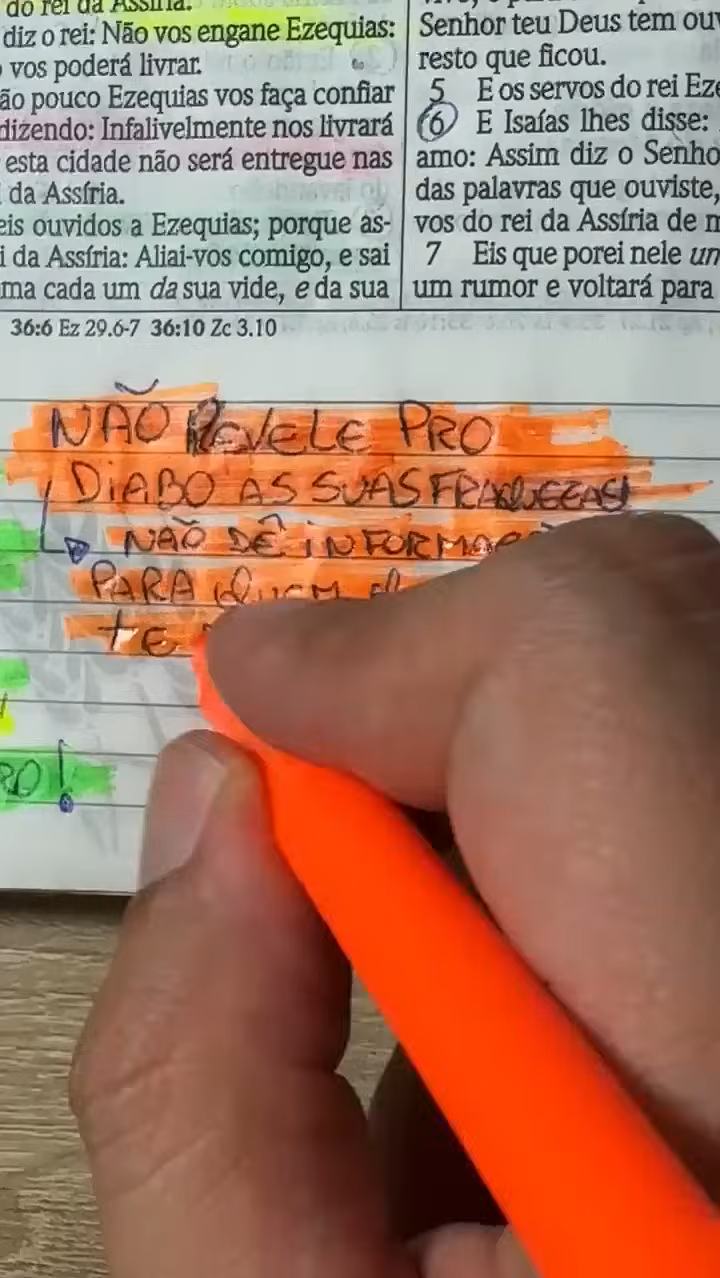 do rei da Assíria.
diz o rei: Não vos engane Ezequias:
vos poderá livrar.
ão pouco Ezequias vos faça confiar
dizendo: Infalivelmente nos livrará
esta cidade não será entregue nas
da Assíria.
eis ouvidos a Ezequias; porque as-
i da Assíria: Aliai-vos comigo, e sai
ma cada um da sua vide, e da sua
Senhor teu Deus tem ouv
resto que ficou.
5 E os servos do rei Eze
6 E Isaías lhes disse:
amo: Assim diz o Senho
das palavras que ouviste,
vos do rei da Assíria de m
7 Eis que porei nele un
um rumor e voltará para
36:6 Ez 29.6-7 36:10 Zc 3.10
NÃO REVELE PRO
DIABO AS SUAS FRAQUEZAS!
NÃO DÊ INFORMAÇ
PARA QUEM
TE
RO!